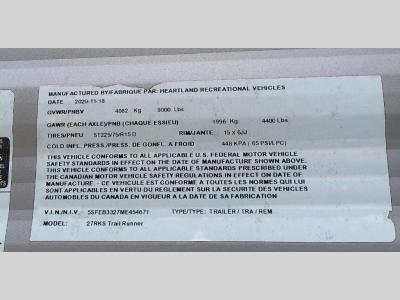 MANUFACTURED BY/FABRIQUE PAR: HEARTLAND RECREATIONAL VEHICLES
DATE 2020-11-18
GVWR/PNBV 4082 Kg 9000 Lbs
GAWR (EACH AXLE)/PNB (CHAQUE ESSIEU) 1996 Kg 4400 Lbs
TIRES/PNEU ST225/75/R15 D RIM/JANTE: 15 x 6JJ
COLD INFL. PRESS./PRESS. DE GONFL. A FROID 448 KPA ( 65 PSI/LPC)
THIS VEHICLE CONFORMS TO ALL APPLICABLE U.S. FEDERAL MOTOR VEHICLE
SAFETY STANDARDS IN EFFECT ON THE DATE OF MANUFACTURE SHOWN ABOVE.
THIS VEHICLE CONFORMS TO ALL APPLICABLE STANDARDS PRESCRIBED UNDER
THE CANADIAN MOTOR VEHICLE SAFETY REGULATIONS IN EFFECT ON DATE OF
MANUFACTURE - CE VEHICULE EST CONFORME A TOUTES LES NORMES QUI LUI
SONT APPLICABLES EN VERTU DU REGLEMENT SUR LA SECURITE DES VEHICULES
AUTOMOBILES DU CANADA EN VIGUEUR A LA DATE DE SA FABRICATION
V.I.N./N.I.V. 5SFEB3327ME454671 TYPE/TYPE: TRAILER / TRA / REM
MODEL: 27RKS Trail Runner